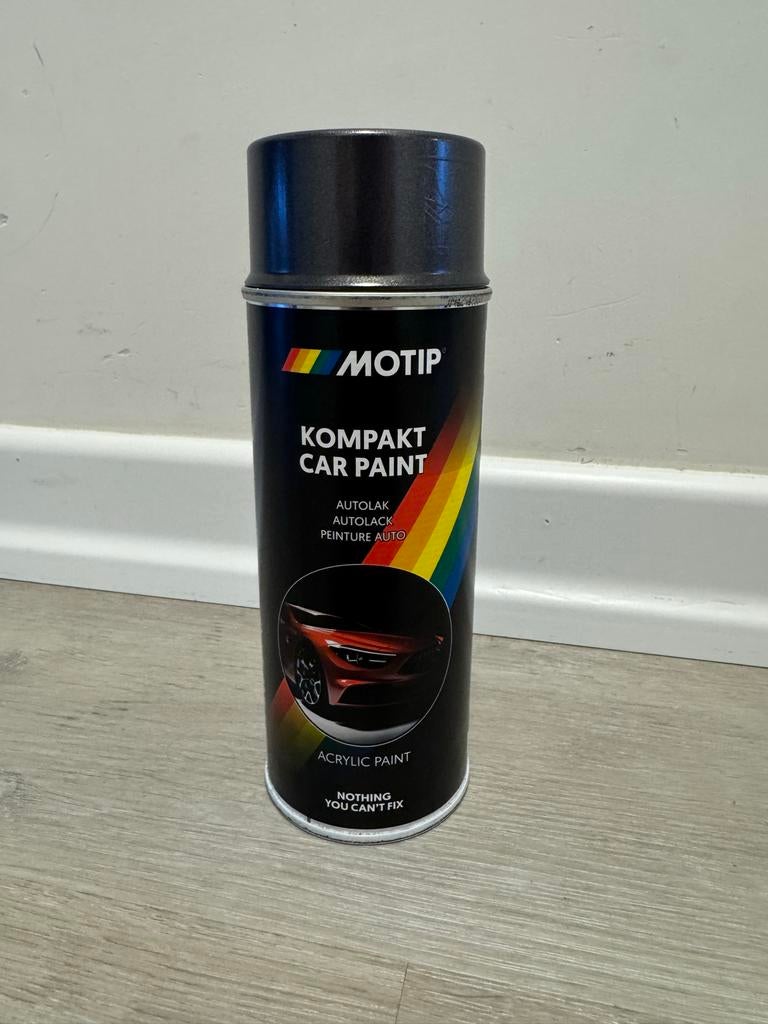 MOTIP
KOMPAKT
CAR PAINT
AUTOLAK
AUTOLACK
PEINTURE AUTO
ACRYLIC PAINT
NOTHING
YOU CAN'T FIX